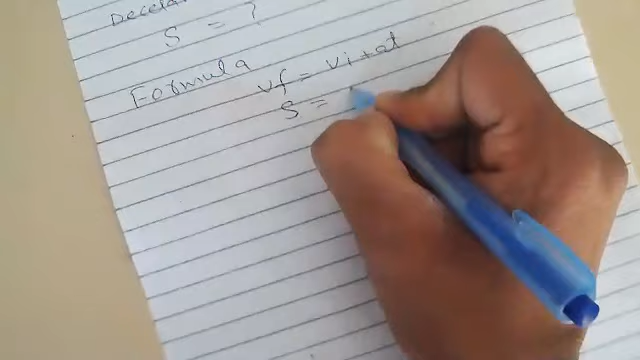 S = ?
Formula
vf = vi + at
S =